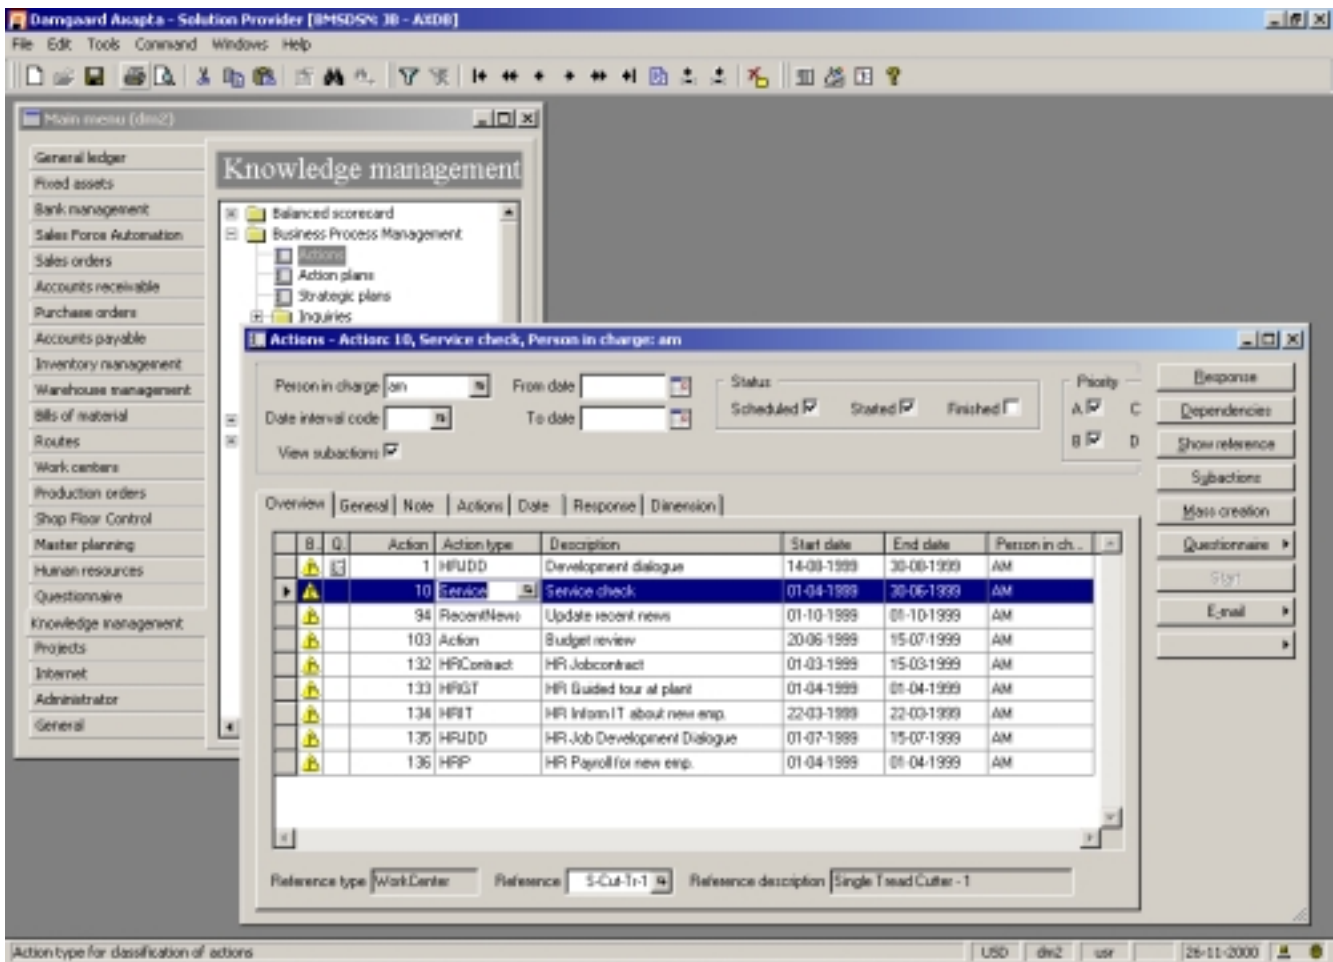 Damgaard Axapta - Solution Provider [BMSDSN: 3B - AXDB]
File Edit Tools Command Windows Help
Main menu (dm2)
General ledger
Fixed assets
Bank management
Sales Force Automation
Sales orders
Accounts receivable
Purchase orders
Accounts payable
Inventory management
Warehouse management
Bills of material
Routes
Work centers
Production orders
Shop Floor Control
Master planning
Human resources
Questionnaire
Knowledge management
Projects
Internet
Administrator
General
Knowledge management
Balanced scorecard
Business Process Management
Actions
Action plans
Strategic plans
Inquiries
Actions - Action: 10, Service check, Person in charge: am
Person in charge am From date Status Priority
Date interval code To date Scheduled Started Finished A C
View subactions B D
Response
Dependencies
Show reference
Subactions
Mass creation
Questionnaire
Start
E-mail
Overview General Note Actions Date Response Dimension
B. Q. Action Action type Description Start date End date Person in ch...
1 HRJDD Development dialogue 14-08-1999 30-08-1999 AM
10 Service Service check 01-04-1999 30-06-1999 AM
94 RecentNews Update recent news 01-10-1999 01-10-1999 AM
103 Action Budget review 20-06-1999 15-07-1999 AM
132 HRContract HR Jobcontract 01-03-1999 15-03-1999 AM
133 HRGT HR Guided tour at plant 01-04-1999 01-04-1999 AM
134 HRIT HR Inform IT about new emp. 22-03-1999 22-03-1999 AM
135 HRJDD HR Job Development Dialogue 01-07-1999 15-07-1999 AM
136 HRP HR Payroll for new emp. 01-04-1999 01-04-1999 AM
Reference type WorkCenter Reference S-Cut-Tr-1 Reference description Single Tread Cutter - 1
Action type for classification of actions USD dm2 usr 26-11-2000